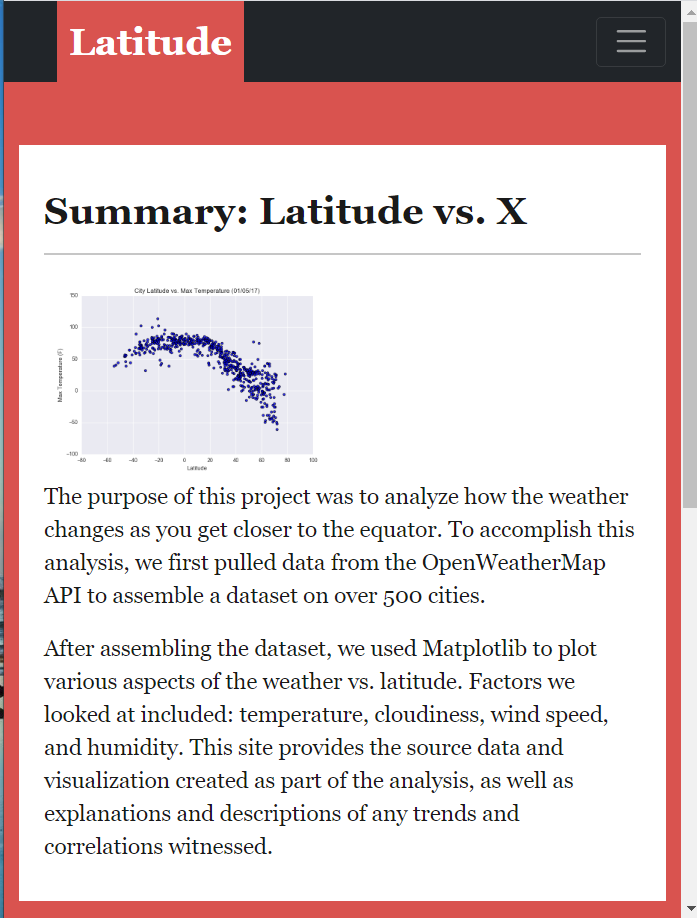 Latitude
Summary: Latitude vs. X
City Latitude vs. Max Temperature (01/05/17)
150
100
50
0
−50
−100
Max Temperature (F)
−80 −60 −40 −20 0 20 40 60 80 100
Latitude
The purpose of this project was to analyze how the weather
changes as you get closer to the equator. To accomplish this
analysis, we first pulled data from the OpenWeatherMap
API to assemble a dataset on over 500 cities.
After assembling the dataset, we used Matplotlib to plot
various aspects of the weather vs. latitude. Factors we
looked at included: temperature, cloudiness, wind speed,
and humidity. This site provides the source data and
visualization created as part of the analysis, as well as
explanations and descriptions of any trends and
correlations witnessed.